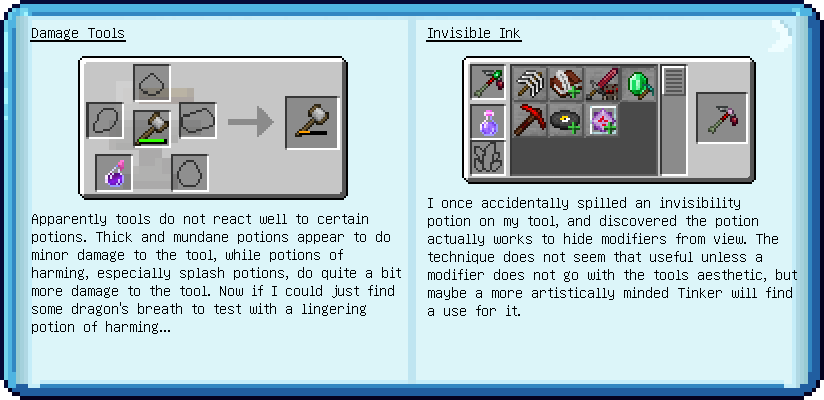 Damage Tools
Apparently tools do not react well to certain
potions. Thick and mundane potions appear to do
minor damage to the tool, while potions of
harming, especially splash potions, do quite a bit
more damage to the tool. Now if I could just find
some dragon's breath to test with a lingering
potion of harming...
Invisible Ink
I once accidentally spilled an invisibility
potion on my tool, and discovered the potion
actually works to hide modifiers from view. The
technique does not seem that useful unless a
modifier does not go with the tools aesthetic, but
maybe a more artistically minded Tinker will find
a use for it.